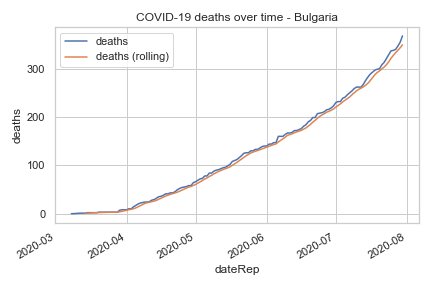 COVID-19 deaths over time - Bulgaria
deaths
deaths (rolling)
300
200
100
0
deaths
2020-03
2020-04
2020-05
2020-06
2020-07
2020-08
dateRep